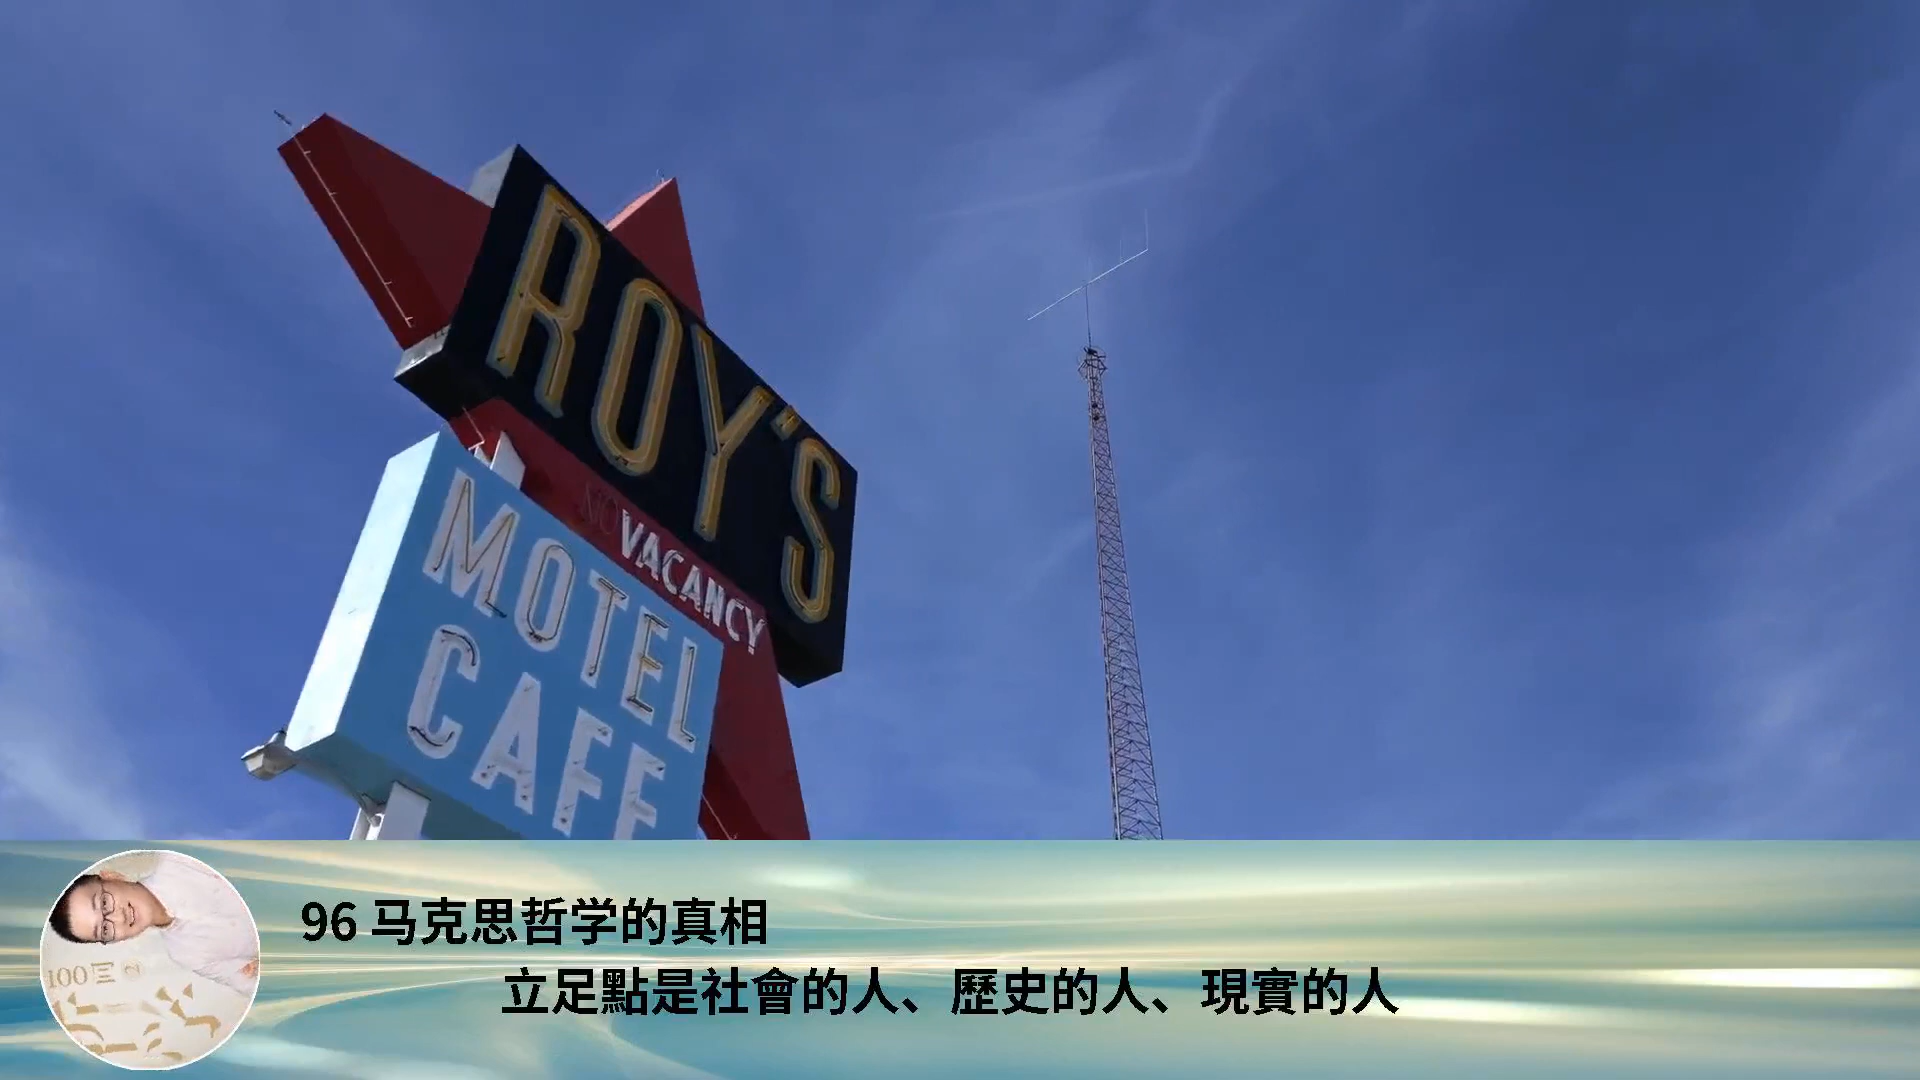 ROY'S
NO VACANCY
MOTEL
CAFE
96 马克思哲学的真相
立足點是社會的人、歷史的人、現實的人
100